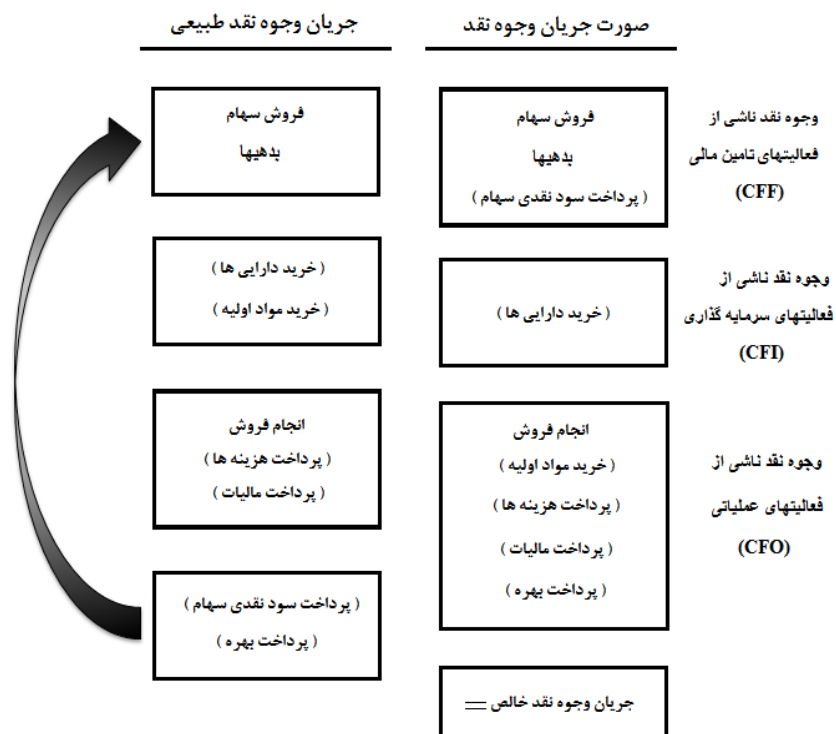 صورت جریان وجوه نقد
جریان وجوه نقد طبیعی
وجوه نقد ناشی از
فعالیتهای تامین مالی
(CFF)
فروش سهام
بدهیها
( پرداخت سود نقدی سهام )
فروش سهام
بدهیها
وجوه نقد ناشی از
فعالیتهای سرمایه گذاری
(CFI)
( خرید دارایی ها )
( خرید دارایی ها )
( خرید مواد اولیه )
وجوه نقد ناشی از
فعالیتهای عملیاتی
(CFO)
انجام فروش
( خرید مواد اولیه )
( پرداخت هزینه ها )
( پرداخت مالیات )
( پرداخت بهره )
انجام فروش
( پرداخت هزینه ها )
( پرداخت مالیات )
( پرداخت سود نقدی سهام )
( پرداخت بهره )
جریان وجوه نقد خالص =